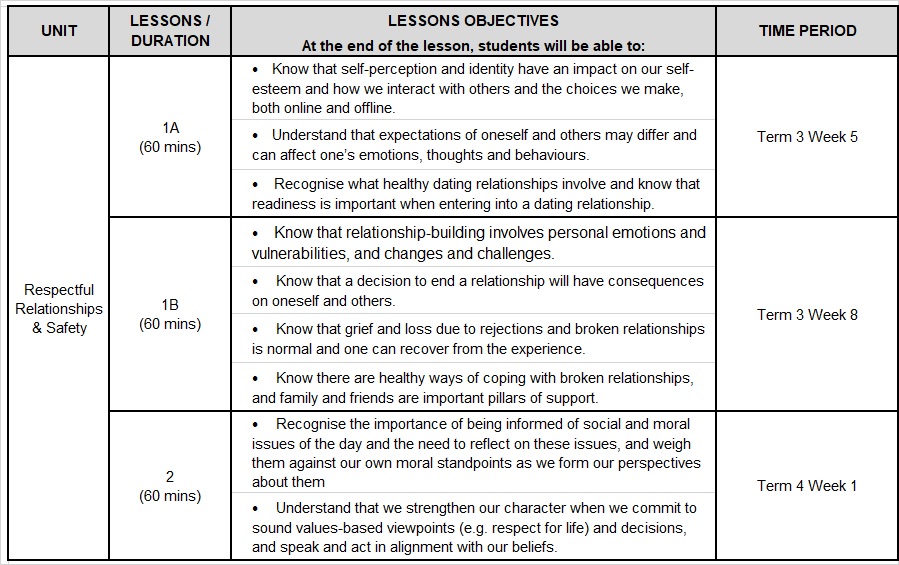 UNIT
LESSONS /
DURATION
LESSONS OBJECTIVES
At the end of the lesson, students will be able to:
TIME PERIOD
Respectful
Relationships
& Safety
1A
(60 mins)
• Know that self-perception and identity have an impact on our self-
esteem and how we interact with others and the choices we make,
both online and offline.
• Understand that expectations of oneself and others may differ and
can affect one's emotions, thoughts and behaviours.
• Recognise what healthy dating relationships involve and know that
readiness is important when entering into a dating relationship.
Term 3 Week 5
1B
(60 mins)
• Know that relationship-building involves personal emotions and
vulnerabilities, and changes and challenges.
• Know that a decision to end a relationship will have consequences
on oneself and others.
• Know that grief and loss due to rejections and broken relationships
is normal and one can recover from the experience.
• Know there are healthy ways of coping with broken relationships,
and family and friends are important pillars of support.
Term 3 Week 8
2
(60 mins)
• Recognise the importance of being informed of social and moral
issues of the day and the need to reflect on these issues, and weigh
them against our own moral standpoints as we form our perspectives
about them
• Understand that we strengthen our character when we commit to
sound values-based viewpoints (e.g. respect for life) and decisions,
and speak and act in alignment with our beliefs.
Term 4 Week 1